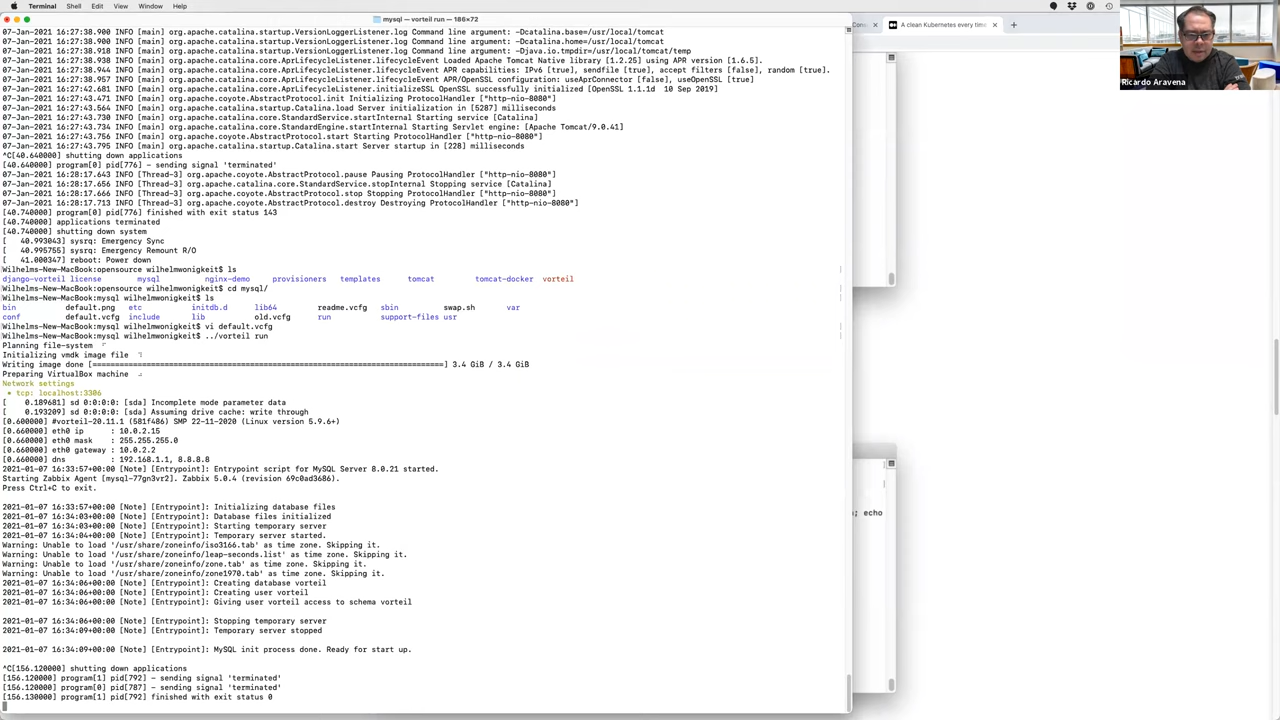 Terminal Shell Edit View Window Help
mysql — vorteil run — 186×72
Con
A clean Kubernetes every time
07-Jan-2021 16:27:38.900 INFO [main] org.apache.catalina.startup.VersionLoggerListener.log Command line argument: -Dcatalina.base=/usr/local/tomcat
07-Jan-2021 16:27:38.900 INFO [main] org.apache.catalina.startup.VersionLoggerListener.log Command line argument: -Dcatalina.home=/usr/local/tomcat
07-Jan-2021 16:27:38.918 INFO [main] org.apache.catalina.startup.VersionLoggerListener.log Command line argument: -Djava.io.tmpdir=/usr/local/tomcat/temp
07-Jan-2021 16:27:38.938 INFO [main] org.apache.catalina.core.AprLifecycleListener.lifecycleEvent Loaded Apache Tomcat Native library [1.2.25] using APR version [1.6.5].
07-Jan-2021 16:27:38.944 INFO [main] org.apache.catalina.core.AprLifecycleListener.lifecycleEvent APR capabilities: IPv6 [true], sendfile [true], accept filters [false], random [true].
07-Jan-2021 16:27:38.957 INFO [main] org.apache.catalina.core.AprLifecycleListener.lifecycleEvent APR/OpenSSL configuration: useAprConnector [false], useOpenSSL [true]
07-Jan-2021 16:27:42.681 INFO [main] org.apache.catalina.core.AprLifecycleListener.initializeSSL OpenSSL successfully initialized [OpenSSL 1.1.1d 10 Sep 2019]
07-Jan-2021 16:27:43.471 INFO [main] org.apache.coyote.AbstractProtocol.init Initializing ProtocolHandler ["http-nio-8080"]
07-Jan-2021 16:27:43.564 INFO [main] org.apache.catalina.startup.Catalina.load Server initialization in [5287] milliseconds
07-Jan-2021 16:27:43.730 INFO [main] org.apache.catalina.core.StandardService.startInternal Starting service [Catalina]
07-Jan-2021 16:27:43.734 INFO [main] org.apache.catalina.core.StandardEngine.startInternal Starting Servlet engine: [Apache Tomcat/9.0.41]
07-Jan-2021 16:27:43.756 INFO [main] org.apache.coyote.AbstractProtocol.start Starting ProtocolHandler ["http-nio-8080"]
07-Jan-2021 16:27:43.795 INFO [main] org.apache.catalina.startup.Catalina.start Server startup in [228] milliseconds
^C[40.640000] shutting down applications
[40.640000] program[0] pid[776] — sending signal 'terminated'
07-Jan-2021 16:28:17.643 INFO [Thread-3] org.apache.coyote.AbstractProtocol.pause Pausing ProtocolHandler ["http-nio-8080"]
07-Jan-2021 16:28:17.656 INFO [Thread-3] org.apache.catalina.core.StandardService.stopInternal Stopping service [Catalina]
07-Jan-2021 16:28:17.666 INFO [Thread-3] org.apache.coyote.AbstractProtocol.stop Stopping ProtocolHandler ["http-nio-8080"]
07-Jan-2021 16:28:17.713 INFO [Thread-3] org.apache.coyote.AbstractProtocol.destroy Destroying ProtocolHandler ["http-nio-8080"]
[40.740000] program[0] pid[776] finished with exit status 143
[40.740000] applications terminated
[40.740000] shutting down system
[ 40.993043] sysrq: Emergency Sync
[ 40.995755] sysrq: Emergency Remount R/O
[ 41.000347] reboot: Power down
Wilhelms-New-MacBook:opensource wilhelmwonigkeit$ ls
django-vorteil license mysql nginx-demo provisioners templates tomcat tomcat-docker vorteil
Wilhelms-New-MacBook:opensource wilhelmwonigkeit$ cd mysql/
Wilhelms-New-MacBook:mysql wilhelmwonigkeit$ ls
bin default.png etc initdb.d lib64 readme.vcfg sbin swap.sh var
conf default.vcfg include lib old.vcfg run support-files usr
Wilhelms-New-MacBook:mysql wilhelmwonigkeit$ vi default.vcfg
Wilhelms-New-MacBook:mysql wilhelmwonigkeit$ ../vorteil run
Planning file-system
Initializing vmdk image file
Writing image done [==========================================================================] 3.4 GiB / 3.4 GiB
Preparing VirtualBox machine
Network settings
• tcp: localhost:3306
[ 0.189681] sd 0:0:0:0: [sda] Incomplete mode parameter data
[ 0.193209] sd 0:0:0:0: [sda] Assuming drive cache: write through
[0.600000] #vorteil-20.11.1 (581f486) SMP 22-11-2020 (Linux version 5.9.6+)
[0.660000] eth0 ip : 10.0.2.15
[0.660000] eth0 mask : 255.255.255.0
[0.660000] eth0 gateway : 10.0.2.2
[0.660000] dns : 192.168.1.1, 8.8.8.8
2021-01-07 16:33:57+00:00 [Note] [Entrypoint]: Entrypoint script for MySQL Server 8.0.21 started.
Starting Zabbix Agent [mysql-77gn3vr2]. Zabbix 5.0.4 (revision 69c0ad3686).
Press Ctrl+C to exit.
2021-01-07 16:33:57+00:00 [Note] [Entrypoint]: Initializing database files
2021-01-07 16:34:03+00:00 [Note] [Entrypoint]: Database files initialized
2021-01-07 16:34:03+00:00 [Note] [Entrypoint]: Starting temporary server
2021-01-07 16:34:04+00:00 [Note] [Entrypoint]: Temporary server started.
Warning: Unable to load '/usr/share/zoneinfo/iso3166.tab' as time zone. Skipping it.
Warning: Unable to load '/usr/share/zoneinfo/leap-seconds.list' as time zone. Skipping it.
Warning: Unable to load '/usr/share/zoneinfo/zone.tab' as time zone. Skipping it.
Warning: Unable to load '/usr/share/zoneinfo/zone1970.tab' as time zone. Skipping it.
2021-01-07 16:34:06+00:00 [Note] [Entrypoint]: Creating database vorteil
2021-01-07 16:34:06+00:00 [Note] [Entrypoint]: Creating user vorteil
2021-01-07 16:34:06+00:00 [Note] [Entrypoint]: Giving user vorteil access to schema vorteil
2021-01-07 16:34:06+00:00 [Note] [Entrypoint]: Stopping temporary server
2021-01-07 16:34:09+00:00 [Note] [Entrypoint]: Temporary server stopped
2021-01-07 16:34:09+00:00 [Note] [Entrypoint]: MySQL init process done. Ready for start up.
^C[156.120000] shutting down applications
[156.120000] program[1] pid[792] — sending signal 'terminated'
[156.120000] program[0] pid[787] — sending signal 'terminated'
[156.130000] program[1] pid[792] finished with exit status 0
; echo
Ricardo Aravena